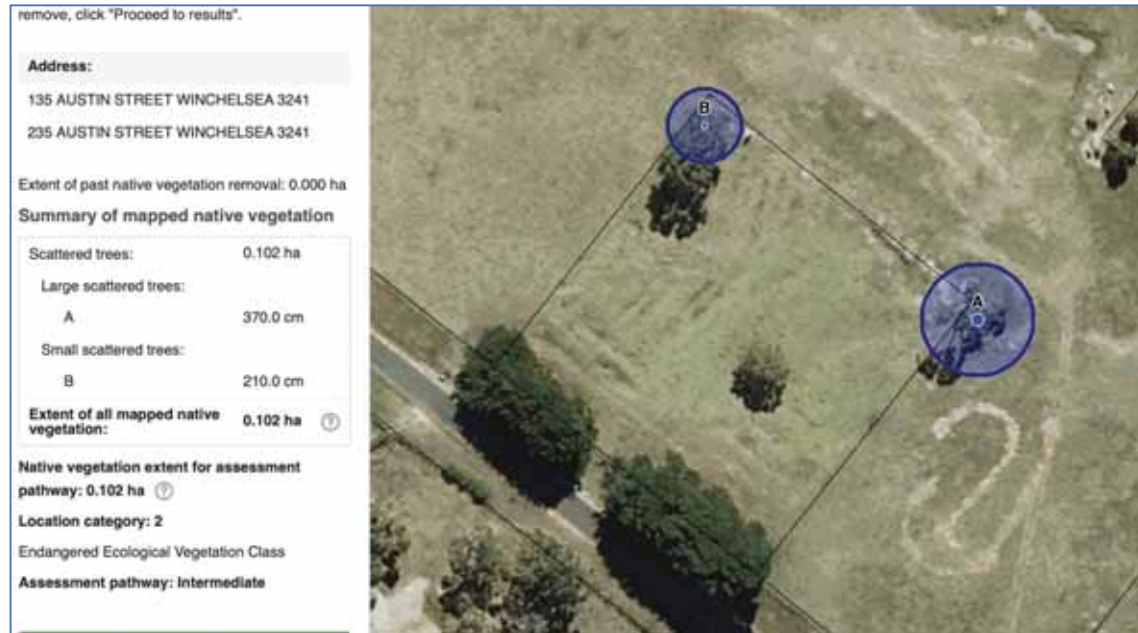 remove, click "Proceed to results".
Address:
135 AUSTIN STREET WINCHELSEA 3241
235 AUSTIN STREET WINCHELSEA 3241
Extent of past native vegetation removal: 0.000 ha
Summary of mapped native vegetation
Scattered trees: 0.102 ha
Large scattered trees:
A 370.0 cm
Small scattered trees:
B 210.0 cm
Extent of all mapped native 0.102 ha ?
vegetation:
Native vegetation extent for assessment
pathway: 0.102 ha ?
Location category: 2
Endangered Ecological Vegetation Class
Assessment pathway: Intermediate
B
A